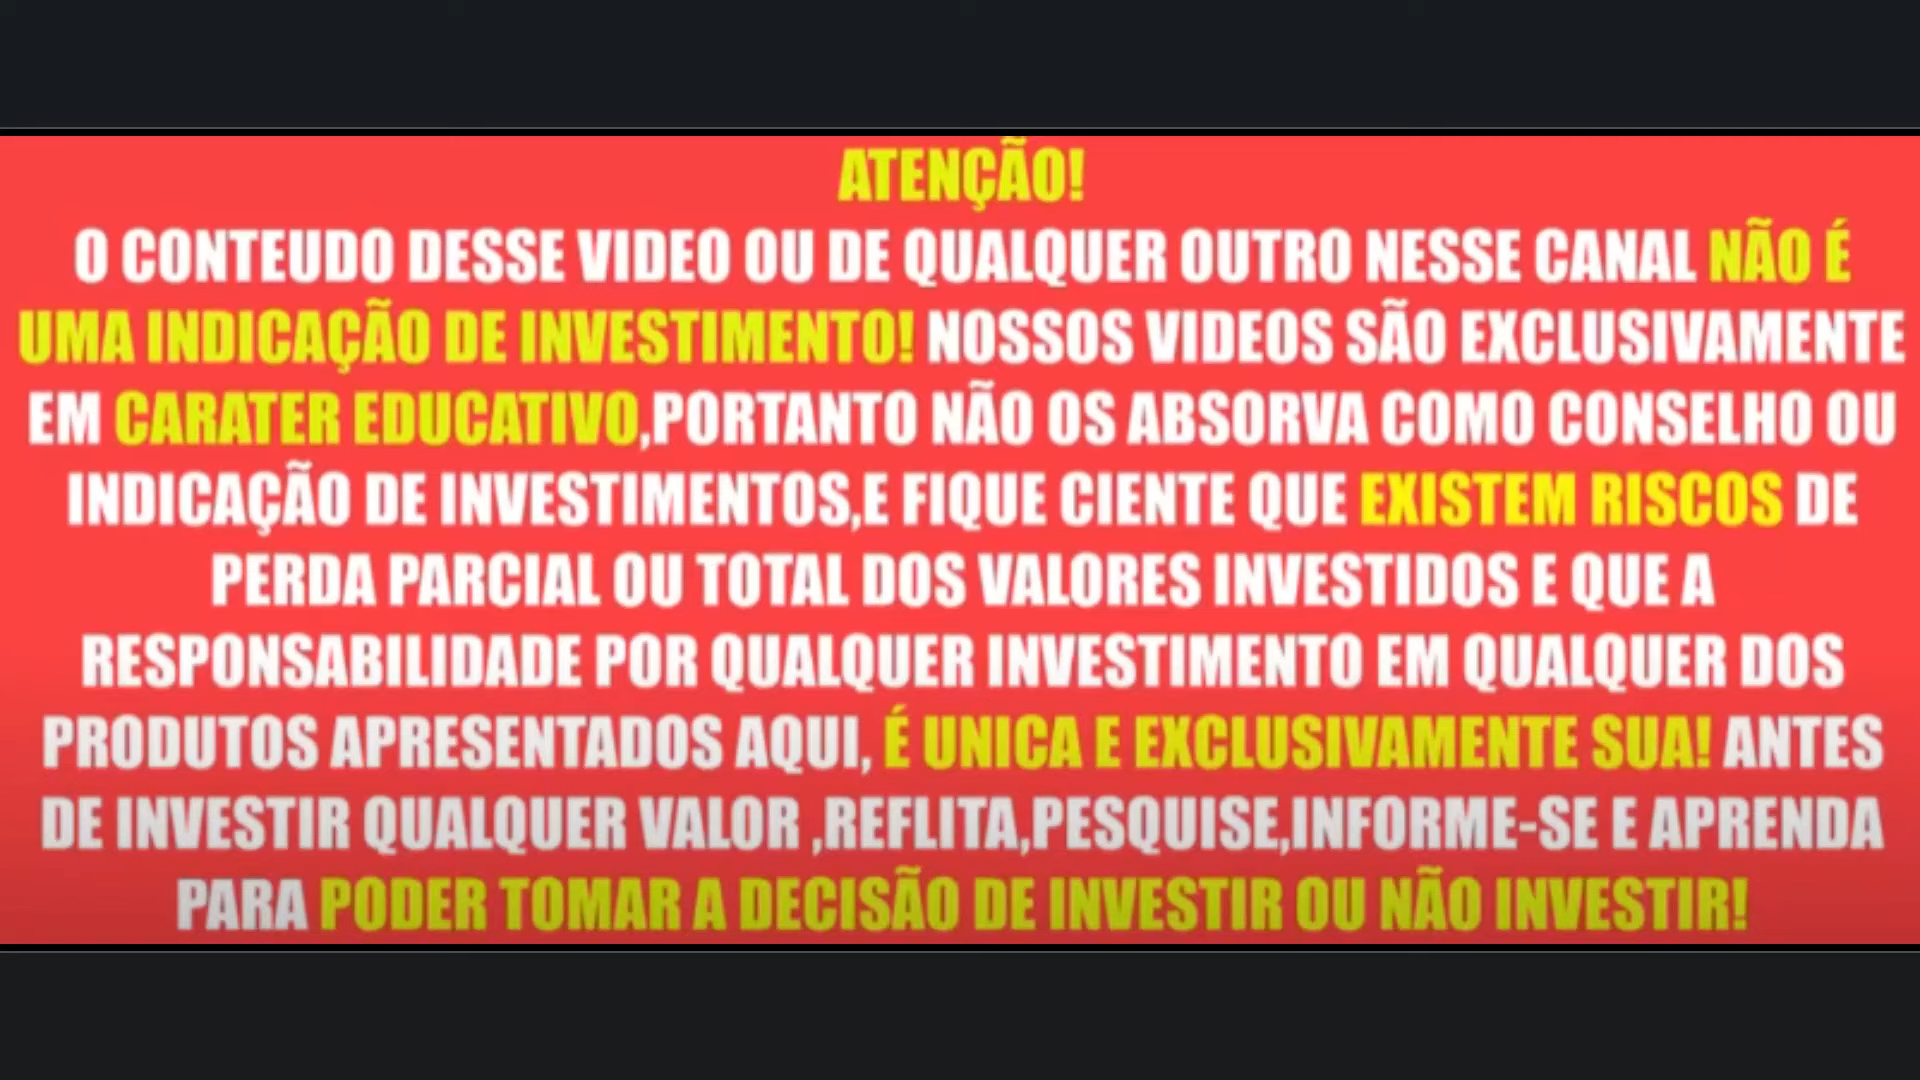 ATENÇÃO!
O CONTEUDO DESSE VIDEO OU DE QUALQUER OUTRO NESSE CANAL NÃO É
UMA INDICAÇÃO DE INVESTIMENTO! NOSSOS VIDEOS SÃO EXCLUSIVAMENTE
EM CARATER EDUCATIVO,PORTANTO NÃO OS ABSORVA COMO CONSELHO OU
INDICAÇÃO DE INVESTIMENTOS,E FIQUE CIENTE QUE EXISTEM RISCOS DE
PERDA PARCIAL OU TOTAL DOS VALORES INVESTIDOS E QUE A
RESPONSABILIDADE POR QUALQUER INVESTIMENTO EM QUALQUER DOS
PRODUTOS APRESENTADOS AQUI, É UNICA E EXCLUSIVAMENTE SUA! ANTES
DE INVESTIR QUALQUER VALOR ,REFLITA,PESQUISE,INFORME-SE E APRENDA
PARA PODER TOMAR A DECISÃO DE INVESTIR OU NÃO INVESTIR!